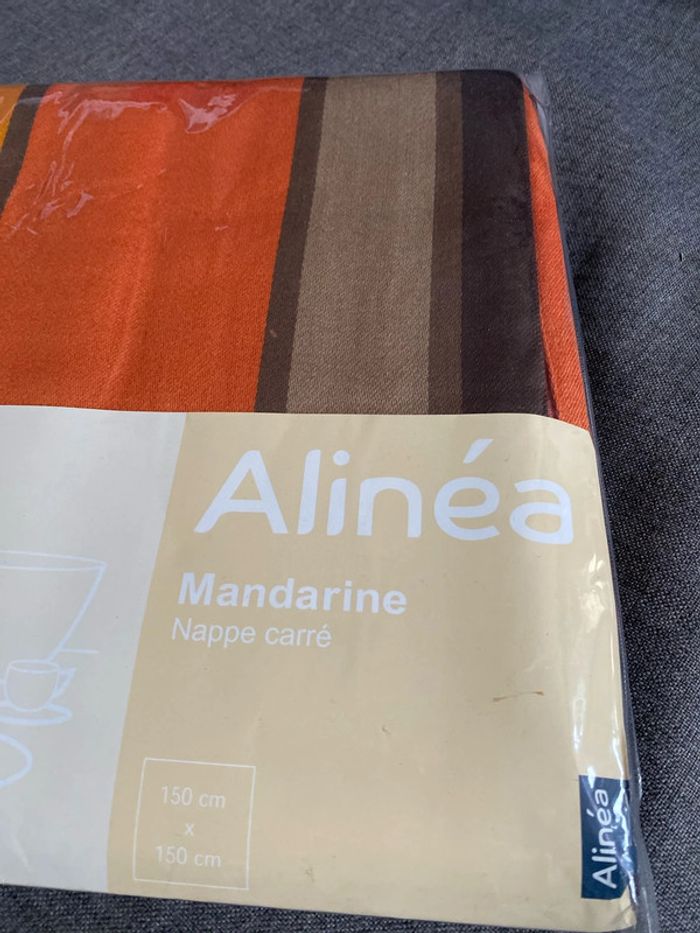 Alinéa
Mandarine
Nappe carré
150 cm
x
150 cm
Alinéa